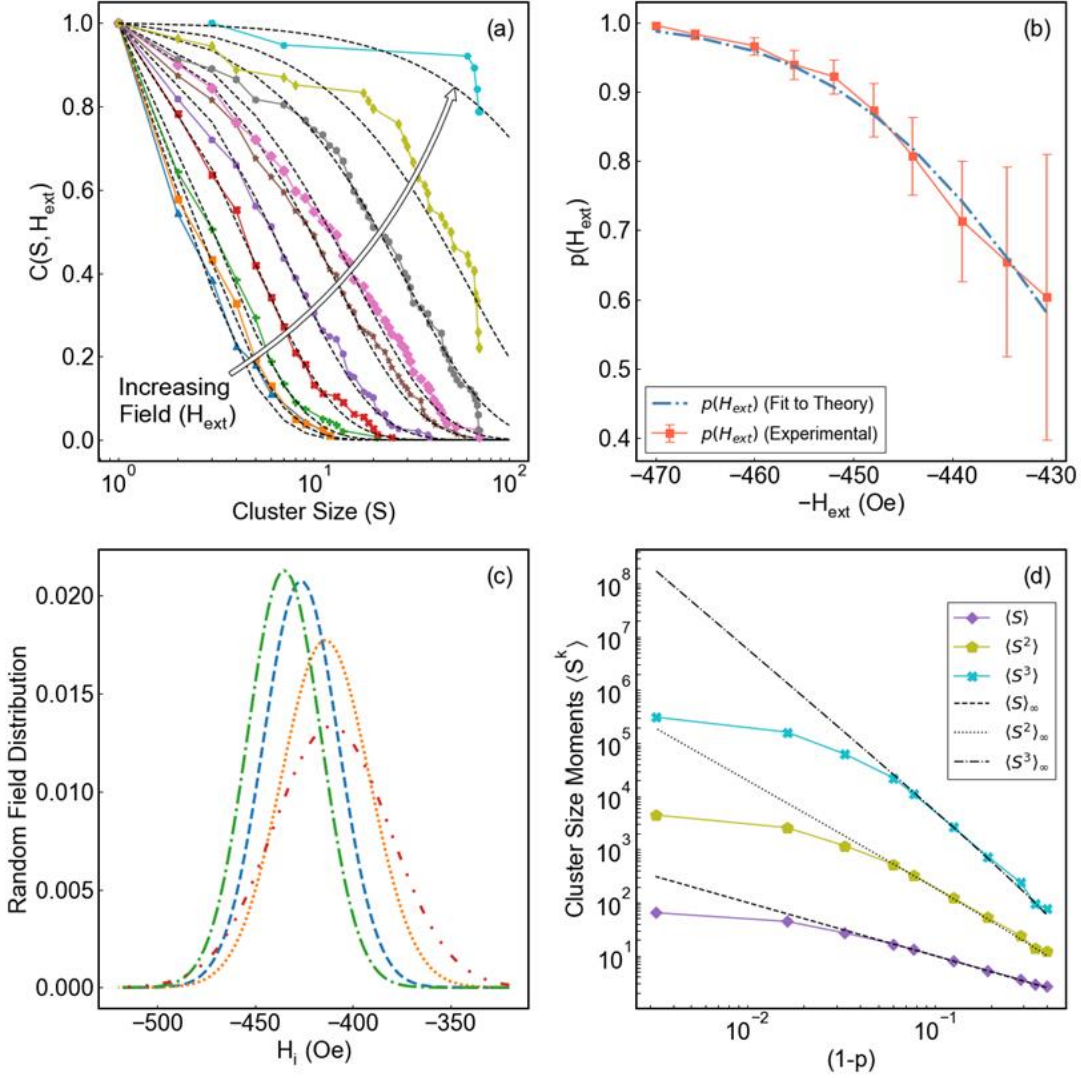 (a)
1.0
0.8
0.6
0.4
0.2
0.0
C(S, H_ext)
Increasing
Field (H_ext)
10^0
10^1
10^2
Cluster Size (S)
(b)
1.0
0.9
0.8
0.7
0.6
0.5
0.4
p(H_ext)
p(H_ext) (Fit to Theory)
p(H_ext) (Experimental)
−470
−460
−450
−440
−430
−H_ext (Oe)
(c)
0.020
0.015
0.010
0.005
0.000
Random Field Distribution
−500
−450
−400
−350
H_i (Oe)
(d)
10^8
10^7
10^6
10^5
10^4
10^3
10^2
10^1
Cluster Size Moments ⟨S^k⟩
⟨S⟩
⟨S^2⟩
⟨S^3⟩
⟨S⟩_∞
⟨S^2⟩_∞
⟨S^3⟩_∞
10^−2
10^−1
(1-p)